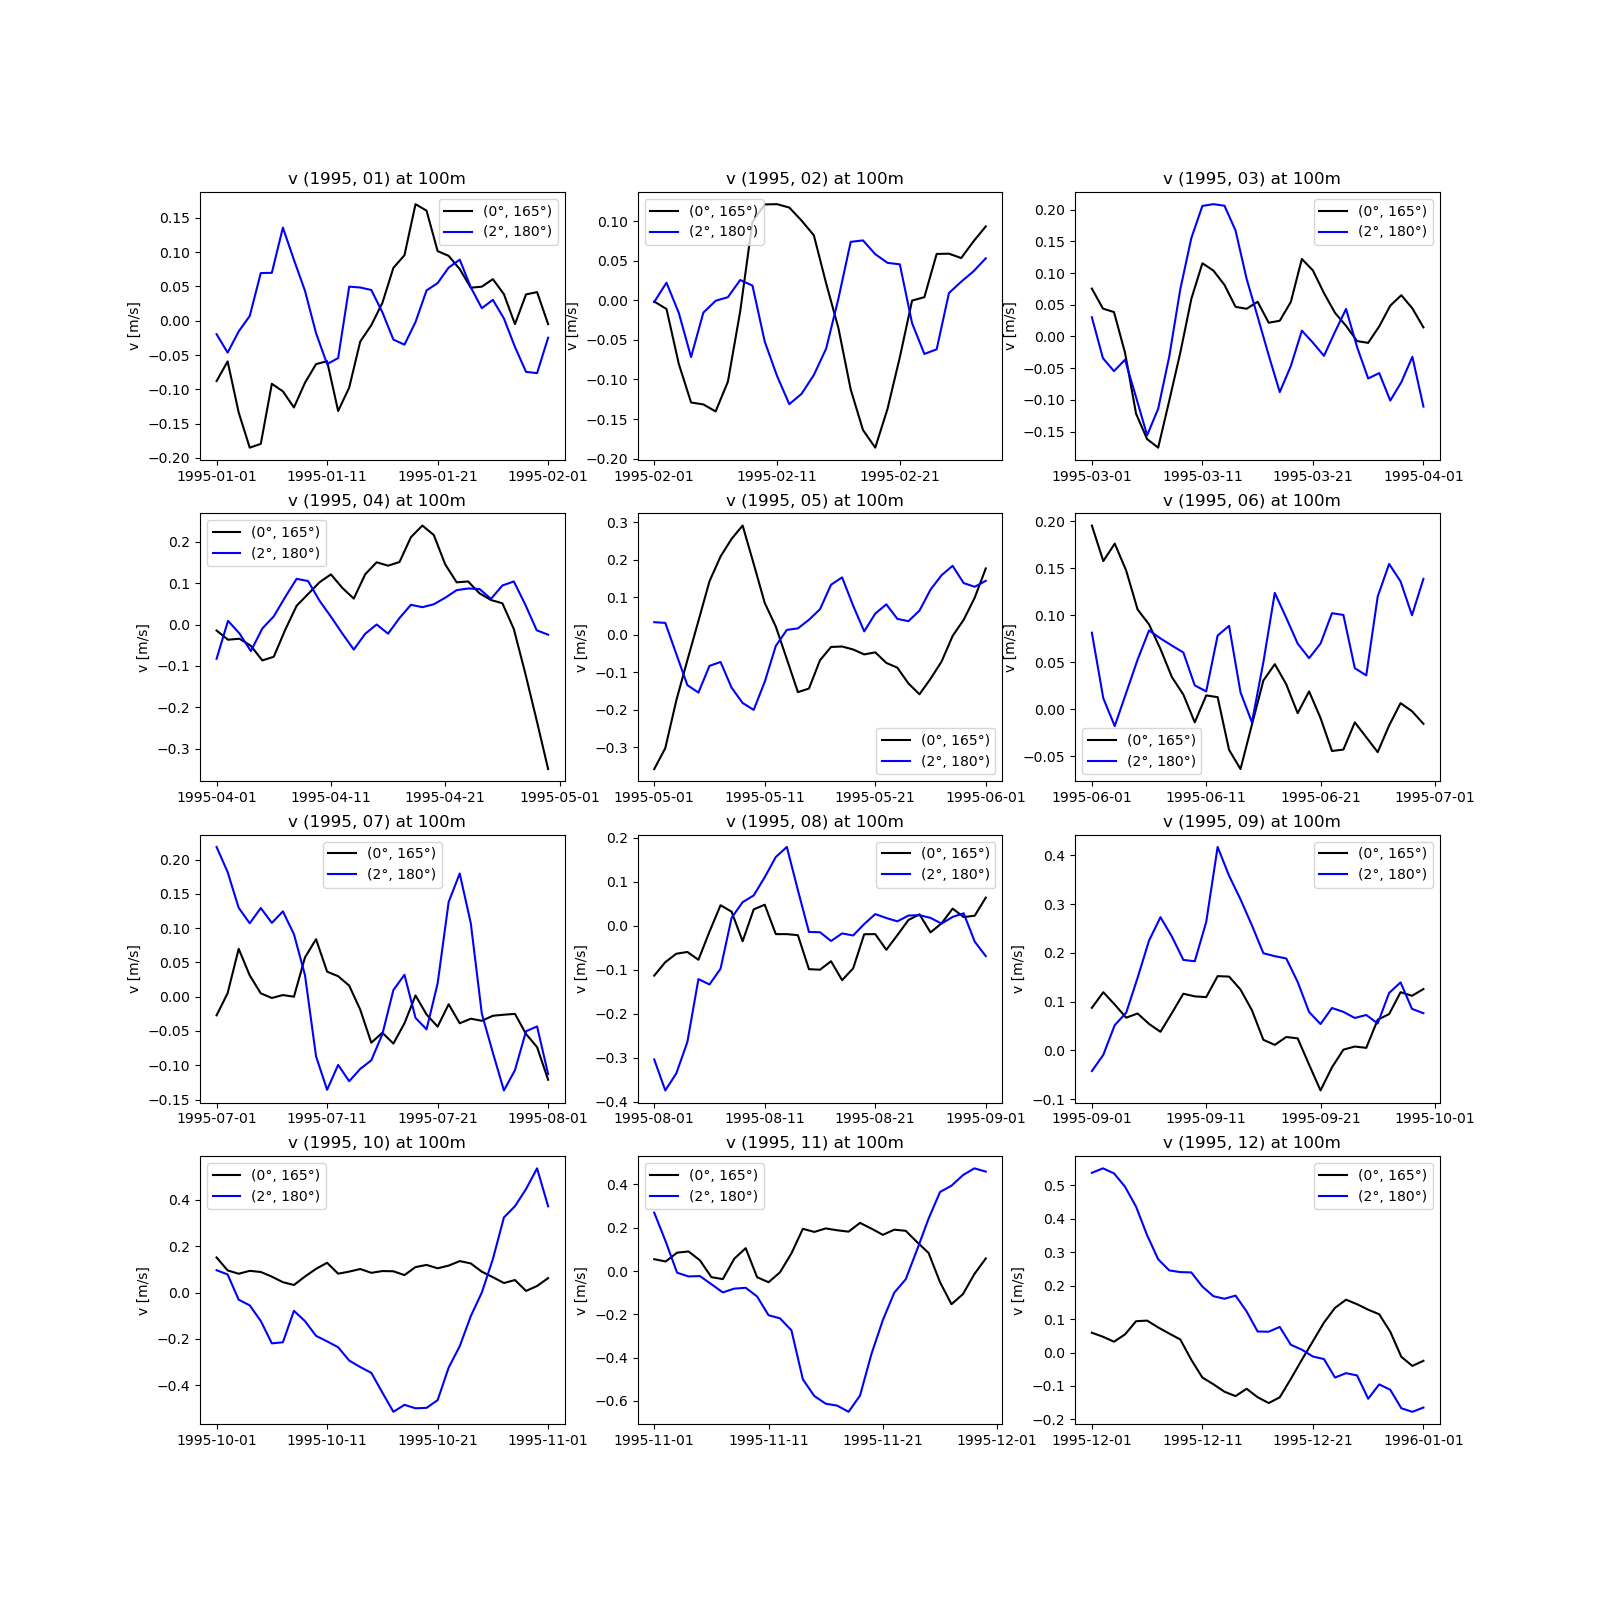 v (1995, 01) at 100m
v [m/s]
0.15
0.10
0.05
0.00
−0.05
−0.10
−0.15
−0.20
(0°, 165°)
(2°, 180°)
1995-01-01 1995-01-11 1995-01-21 1995-02-01
v (1995, 02) at 100m
v [m/s]
0.10
0.05
0.00
−0.05
−0.10
−0.15
−0.20
(0°, 165°)
(2°, 180°)
1995-02-01 1995-02-11 1995-02-21
v (1995, 03) at 100m
v [m/s]
0.20
0.15
0.10
0.05
0.00
−0.05
−0.10
−0.15
(0°, 165°)
(2°, 180°)
1995-03-01 1995-03-11 1995-03-21 1995-04-01
v (1995, 04) at 100m
v [m/s]
0.2
0.1
0.0
−0.1
−0.2
−0.3
(0°, 165°)
(2°, 180°)
1995-04-01 1995-04-11 1995-04-21 1995-05-01
v (1995, 05) at 100m
v [m/s]
0.3
0.2
0.1
0.0
−0.1
−0.2
−0.3
(0°, 165°)
(2°, 180°)
1995-05-01 1995-05-11 1995-05-21 1995-06-01
v (1995, 06) at 100m
v [m/s]
0.20
0.15
0.10
0.05
0.00
−0.05
(0°, 165°)
(2°, 180°)
1995-06-01 1995-06-11 1995-06-21 1995-07-01
v (1995, 07) at 100m
v [m/s]
0.20
0.15
0.10
0.05
0.00
−0.05
−0.10
−0.15
(0°, 165°)
(2°, 180°)
1995-07-01 1995-07-11 1995-07-21 1995-08-01
v (1995, 08) at 100m
v [m/s]
0.2
0.1
0.0
−0.1
−0.2
−0.3
−0.4
(0°, 165°)
(2°, 180°)
1995-08-01 1995-08-11 1995-08-21 1995-09-01
v (1995, 09) at 100m
v [m/s]
0.4
0.3
0.2
0.1
0.0
−0.1
(0°, 165°)
(2°, 180°)
1995-09-01 1995-09-11 1995-09-21 1995-10-01
v (1995, 10) at 100m
v [m/s]
0.4
0.2
0.0
−0.2
−0.4
(0°, 165°)
(2°, 180°)
1995-10-01 1995-10-11 1995-10-21 1995-11-01
v (1995, 11) at 100m
v [m/s]
0.4
0.2
0.0
−0.2
−0.4
−0.6
(0°, 165°)
(2°, 180°)
1995-11-01 1995-11-11 1995-11-21 1995-12-01
v (1995, 12) at 100m
v [m/s]
0.5
0.4
0.3
0.2
0.1
0.0
−0.1
−0.2
(0°, 165°)
(2°, 180°)
1995-12-01 1995-12-11 1995-12-21 1996-01-01